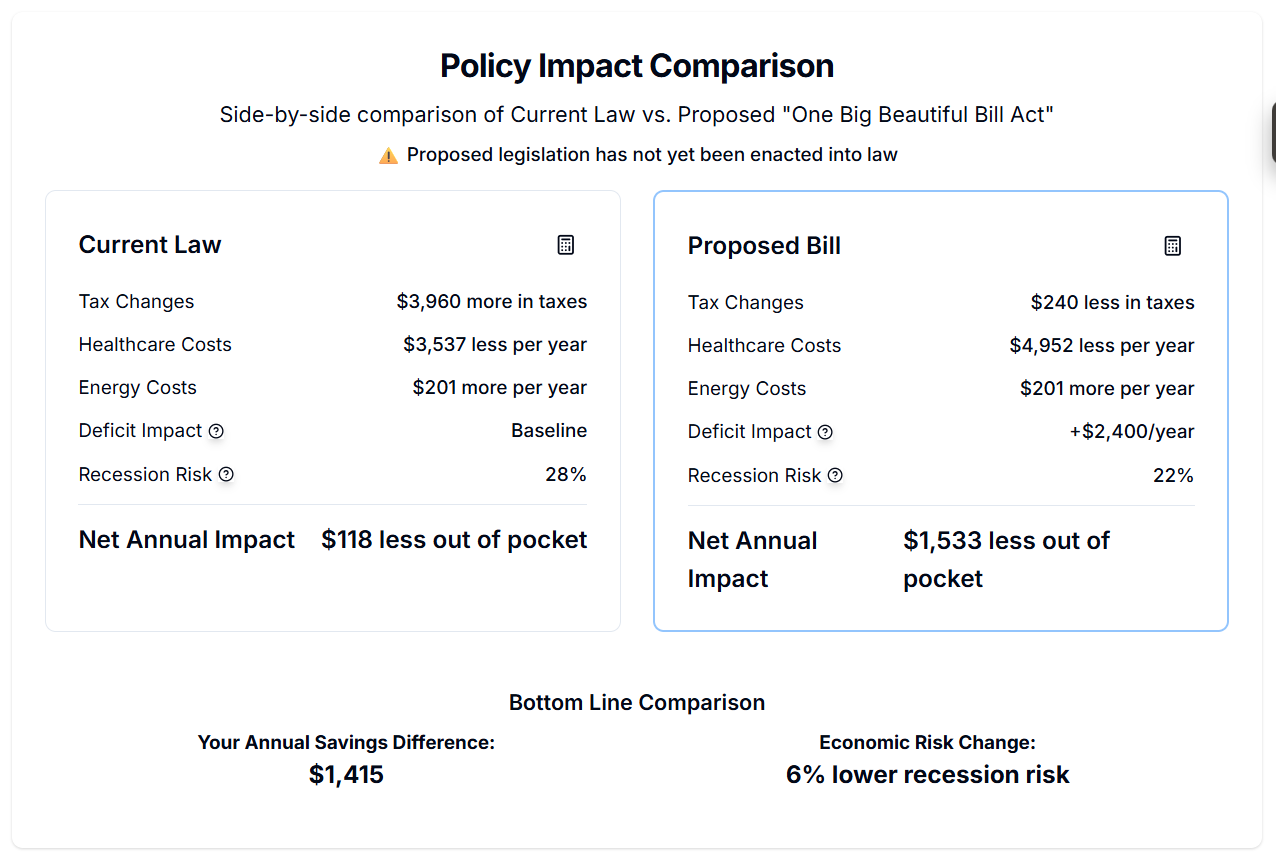 Policy Impact Comparison
Side-by-side comparison of Current Law vs. Proposed "One Big Beautiful Bill Act"
⚠️ Proposed legislation has not yet been enacted into law
Current Law
Tax Changes $3,960 more in taxes
Healthcare Costs $3,537 less per year
Energy Costs $201 more per year
Deficit Impact Baseline
Recession Risk 28%
Net Annual Impact $118 less out of pocket
Proposed Bill
Tax Changes $240 less in taxes
Healthcare Costs $4,952 less per year
Energy Costs $201 more per year
Deficit Impact +$2,400/year
Recession Risk 22%
Net Annual
Impact
$1,533 less out of
pocket
Bottom Line Comparison
Your Annual Savings Difference:
$1,415
Economic Risk Change:
6% lower recession risk